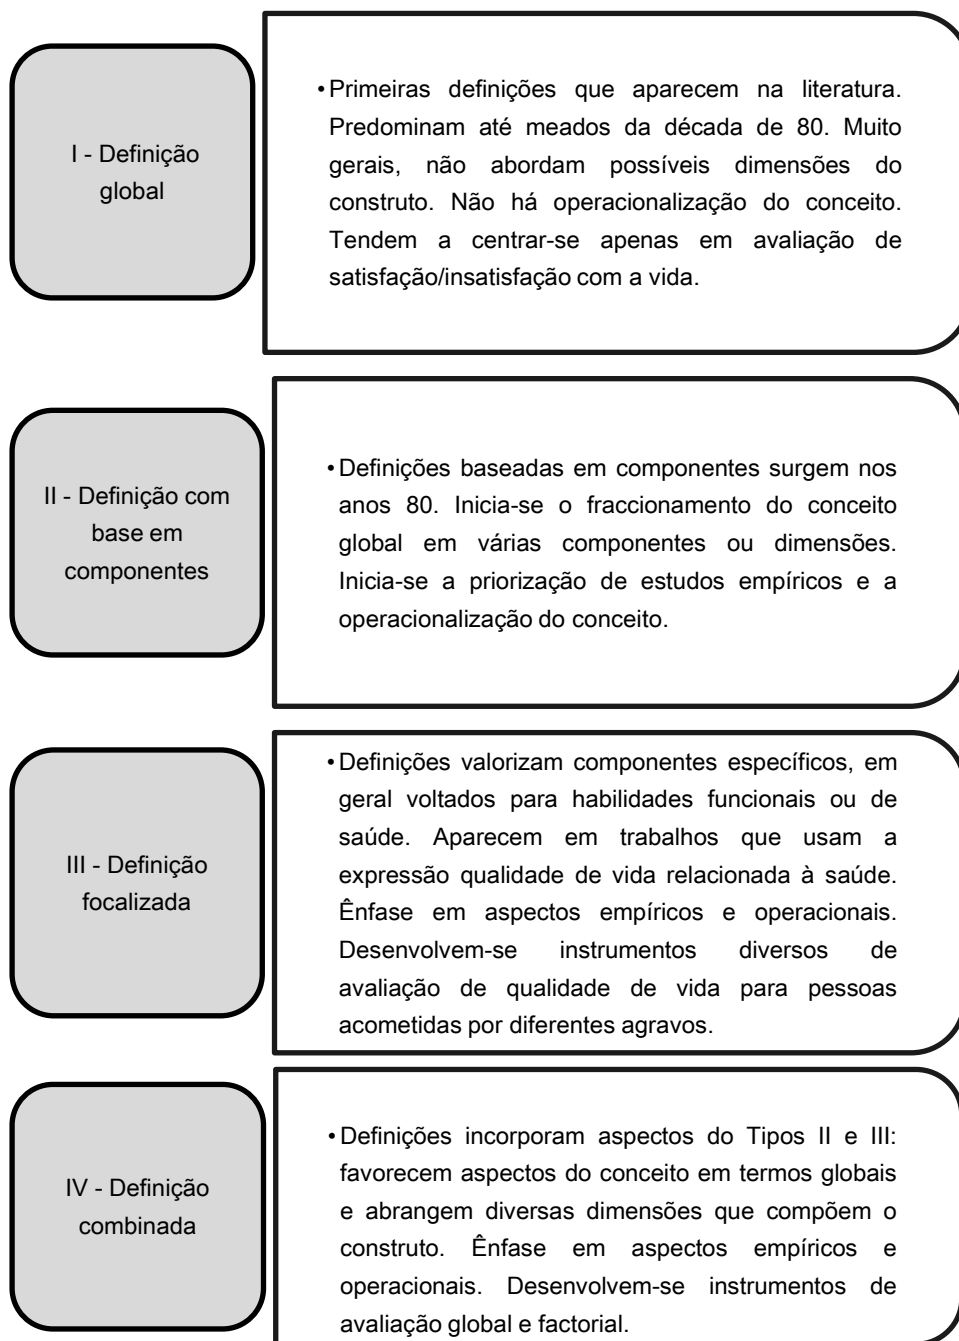 I - Definição
global
•Primeiras definições que aparecem na literatura.
Predominam até meados da década de 80. Muito
gerais, não abordam possíveis dimensões do
construto. Não há operacionalização do conceito.
Tendem a centrar-se apenas em avaliação de
satisfação/insatisfação com a vida.
II - Definição com
base em
componentes
•Definições baseadas em componentes surgem nos
anos 80. Inicia-se o fraccionamento do conceito
global em várias componentes ou dimensões.
Inicia-se a priorização de estudos empíricos e a
operacionalização do conceito.
III - Definição
focalizada
•Definições valorizam componentes específicos, em
geral voltados para habilidades funcionais ou de
saúde. Aparecem em trabalhos que usam a
expressão qualidade de vida relacionada à saúde.
Ênfase em aspectos empíricos e operacionais.
Desenvolvem-se instrumentos diversos de
avaliação de qualidade de vida para pessoas
acometidas por diferentes agravos.
IV - Definição
combinada
•Definições incorporam aspectos do Tipos II e III:
favorecem aspectos do conceito em termos globais
e abrangem diversas dimensões que compõem o
construto. Ênfase em aspectos empíricos e
operacionais. Desenvolvem-se instrumentos de
avaliação global e factorial.